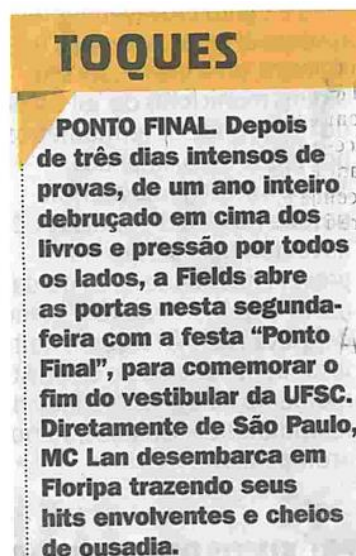 TOQUES
PONTO FINAL. Depois
de três dias intensos de
provas, de um ano inteiro
debruçado em cima dos
livros e pressão por todos
os lados, a Fields abre
as portas nesta segunda-
feira com a festa “Ponto
Final”, para comemorar o
fim do vestibular da UFSC.
Diretamente de São Paulo,
MC Lan desembarca em
Floripa trazendo seus
hits envolventes e cheios
de ousadia.